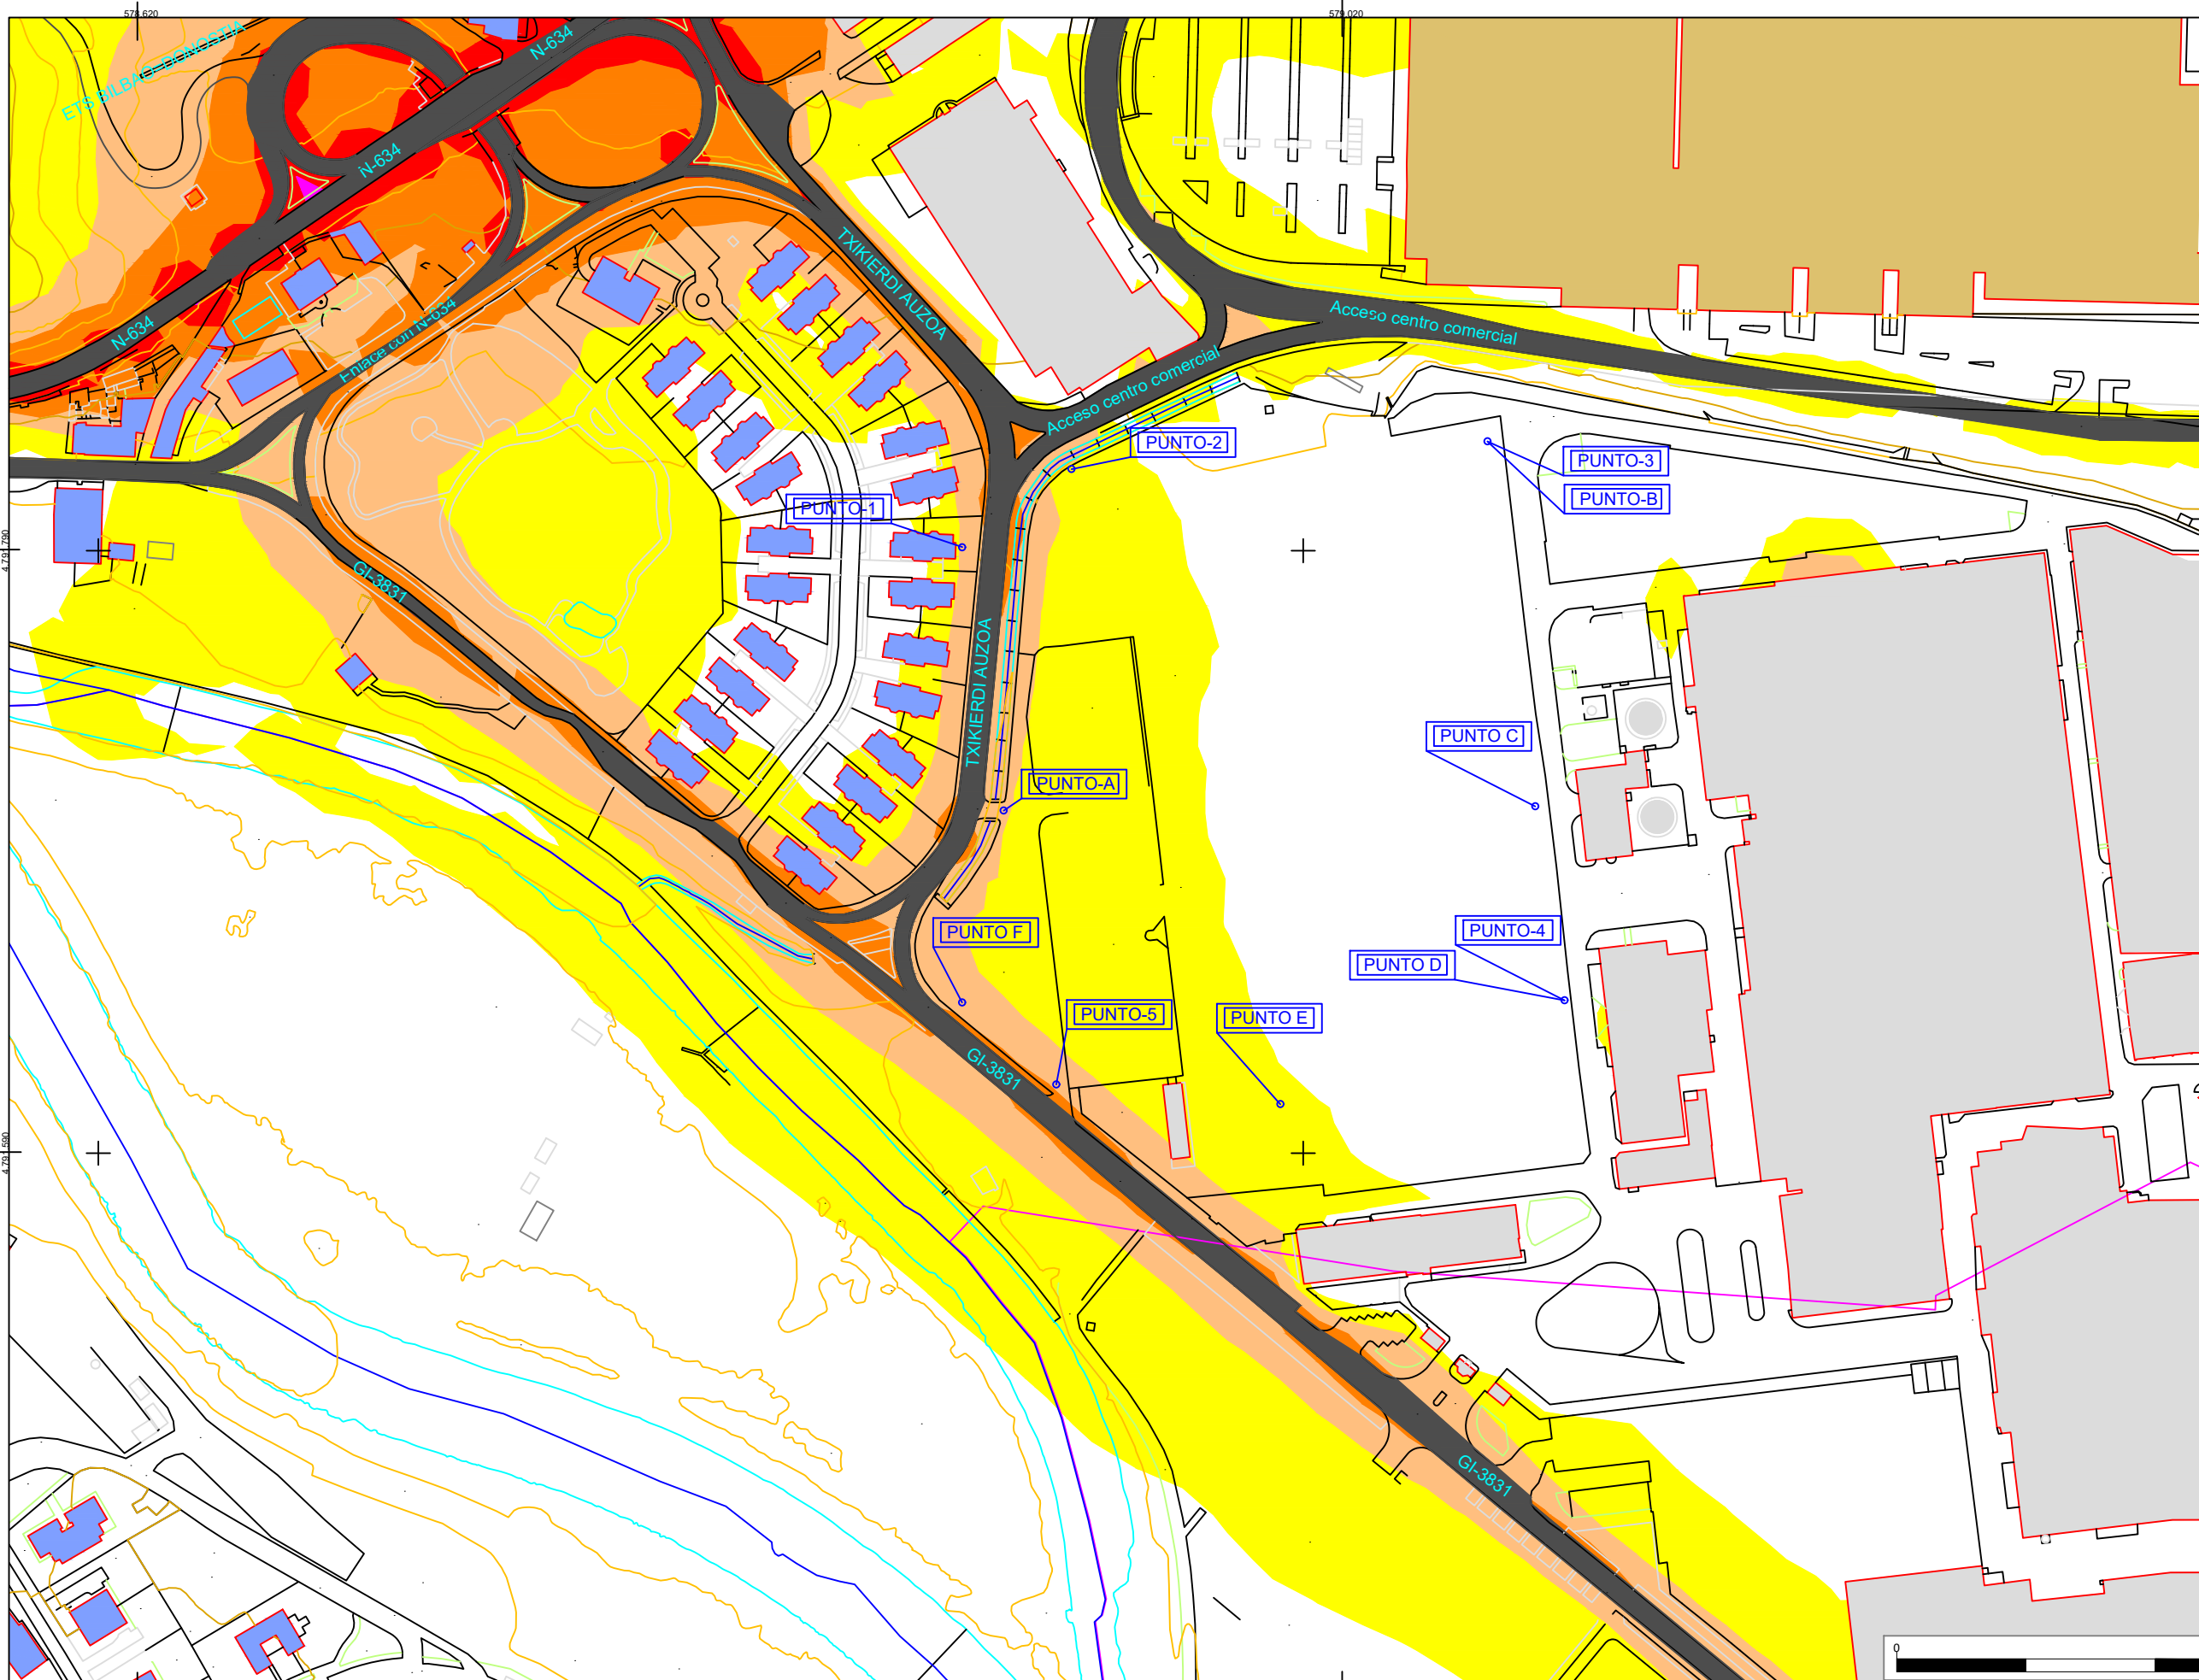 578.620
579.020
ETS BILBAO-DONOSTIA
N-634
N-634
N-634
Enlace con N-634
TXIKIERDI AUZOA
Acceso centro comercial
Acceso centro comercial
PUNTO-2
PUNTO-3
PUNTO-B
PUNTO-1
4.791.790
GI-3831
TXIKIERDI AUZOA
PUNTO C
PUNTO-A
PUNTO F
PUNTO-4
PUNTO D
PUNTO-5
PUNTO E
GI-3831
4.791.590
GI-3831
0